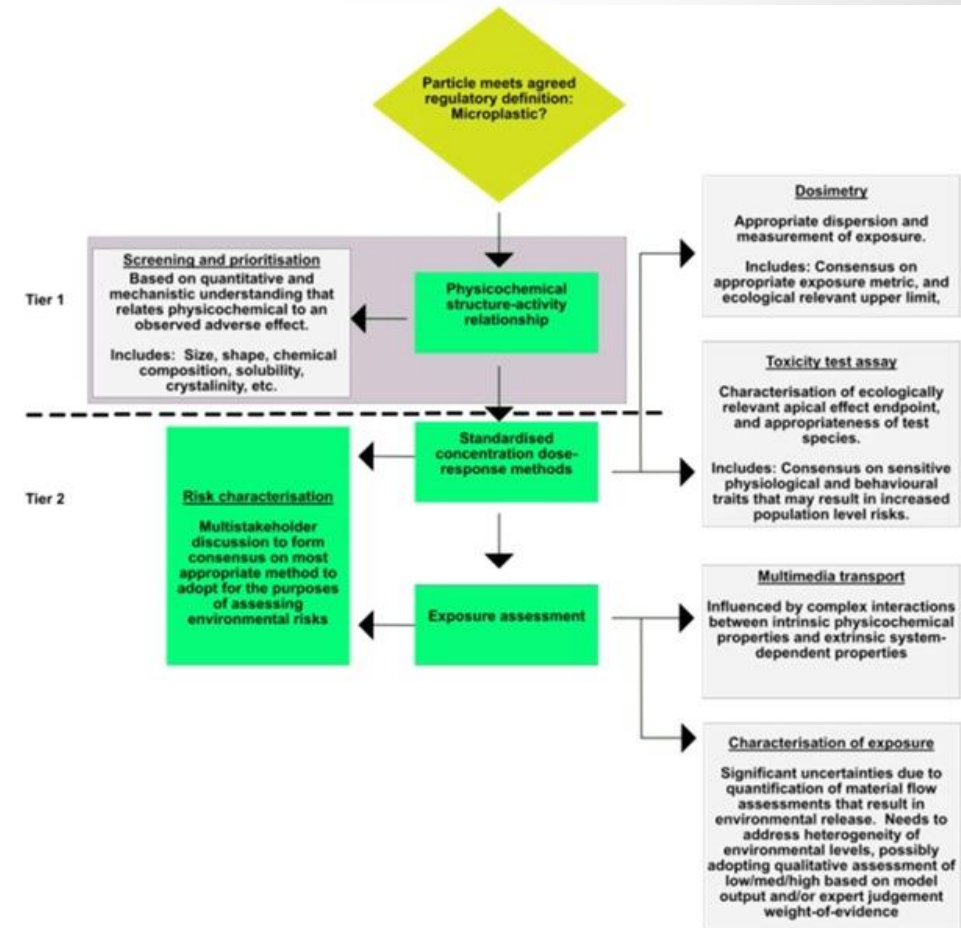 Particle meets agreed
regulatory definition:
Microplastic?
Tier 1
Screening and prioritisation
Based on quantitative and
mechanistic understanding that
relates physicochemical to an
observed adverse effect.
Includes: Size, shape, chemical
composition, solubility,
crystalinity, etc.
Physicochemical
structure-activity
relationship
Dosimetry
Appropriate dispersion and
measurement of exposure.
Includes: Consensus on
appropriate exposure metric, and
ecological relevant upper limit,
Tier 2
Standardised
concentration dose-
response methods
Toxicity test assay
Characterisation of ecologically
relevant apical effect endpoint,
and appropriateness of test
species.
Includes: Consensus on sensitive
physiological and behavioural
traits that may result in increased
population level risks.
Risk characterisation
Multistakeholder
discussion to form
consensus on most
appropriate method to
adopt for the purposes
of assessing
environmental risks
Exposure assessment
Multimedia transport
Influenced by complex interactions
between intrinsic physicochemical
properties and extrinsic system-
dependent properties
Characterisation of exposure
Significant uncertainties due to
quantification of material flow
assessments that result in
environmental release. Needs to
address heterogeneity of
environmental levels, possibly
adopting qualitative assessment of
low/med/high based on model
output and/or expert judgement
weight-of-evidence